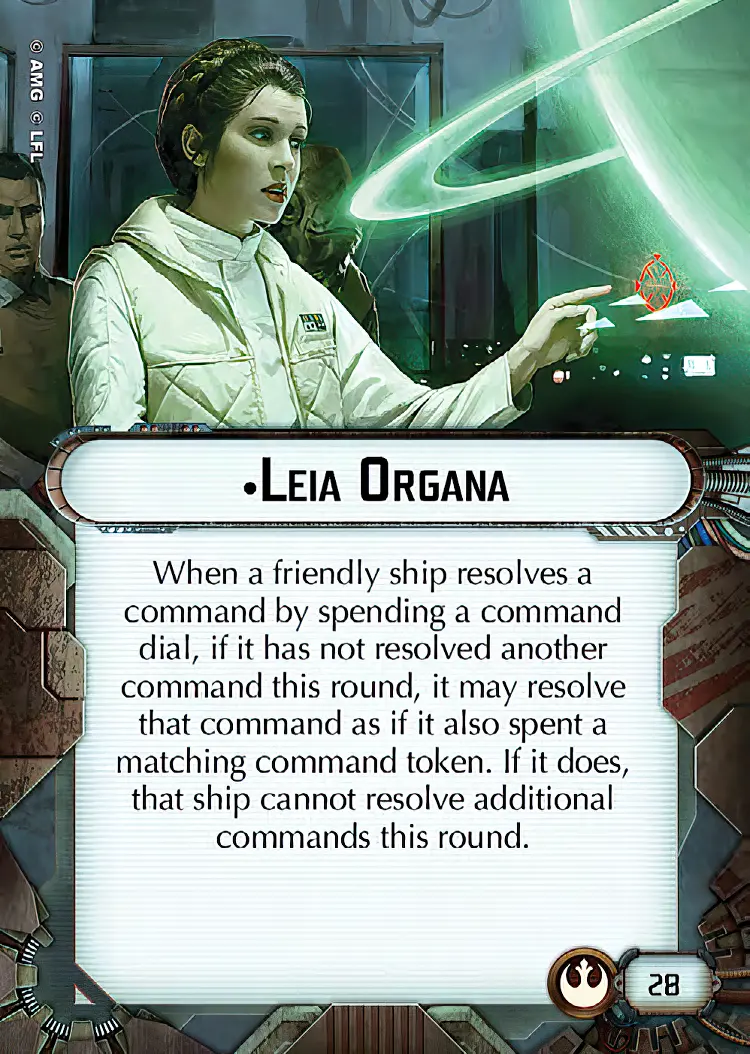 © AMG © LFL
•Leia Organa
When a friendly ship resolves a
command by spending a command
dial, if it has not resolved another
command this round, it may resolve
that command as if it also spent a
matching command token. If it does,
that ship cannot resolve additional
commands this round.
28